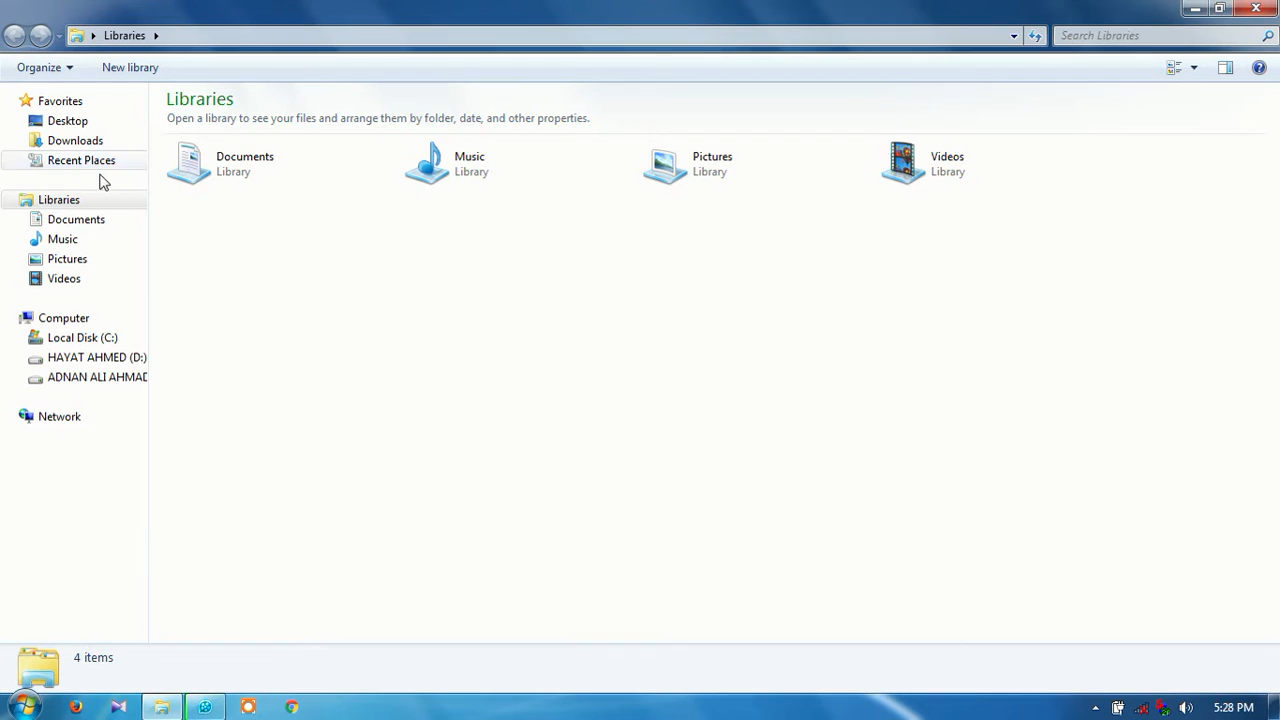 Libraries
Search Libraries
Organize
New library
Favorites
Desktop
Downloads
Recent Places
Libraries
Documents
Music
Pictures
Videos
Computer
Local Disk (C:)
HAYAT AHMED (D:)
ADNAN ALI AHMAD
Network
Libraries
Open a library to see your files and arrange them by folder, date, and other properties.
Documents
Library
Music
Library
Pictures
Library
Videos
Library
4 items
5:28 PM